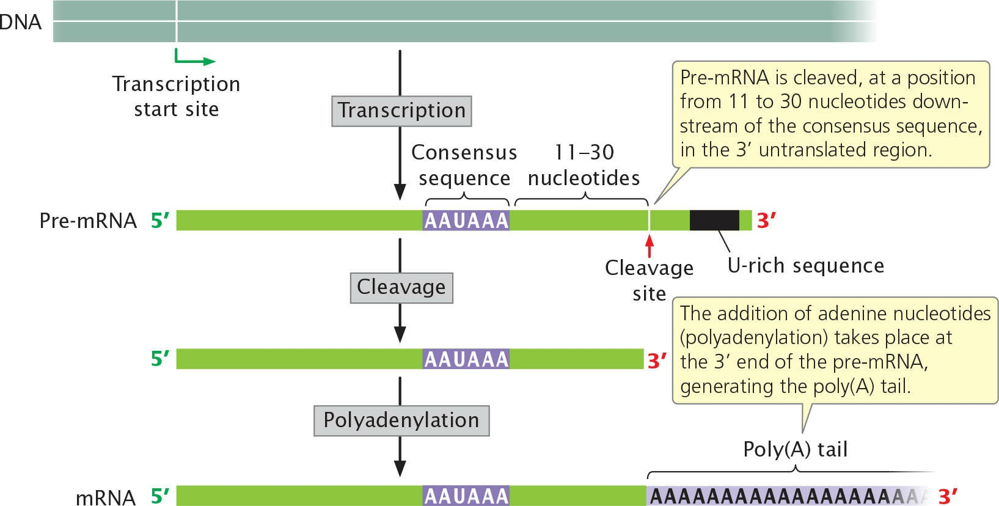 DNA
Transcription
start site
Transcription
Pre-mRNA is cleaved, at a position
from 11 to 30 nucleotides down-
stream of the consensus sequence,
in the 3′ untranslated region.
Consensus
sequence
11–30
nucleotides
Pre-mRNA 5′ AAUAAA 3′
Cleavage
site
U-rich sequence
Cleavage
5′ AAUAAA 3′
The addition of adenine nucleotides
(polyadenylation) takes place at
the 3′ end of the pre-mRNA,
generating the poly(A) tail.
Polyadenylation
Poly(A) tail
mRNA 5′ AAUAAA AAAAAAAAAAAAAAAAAAA 3′